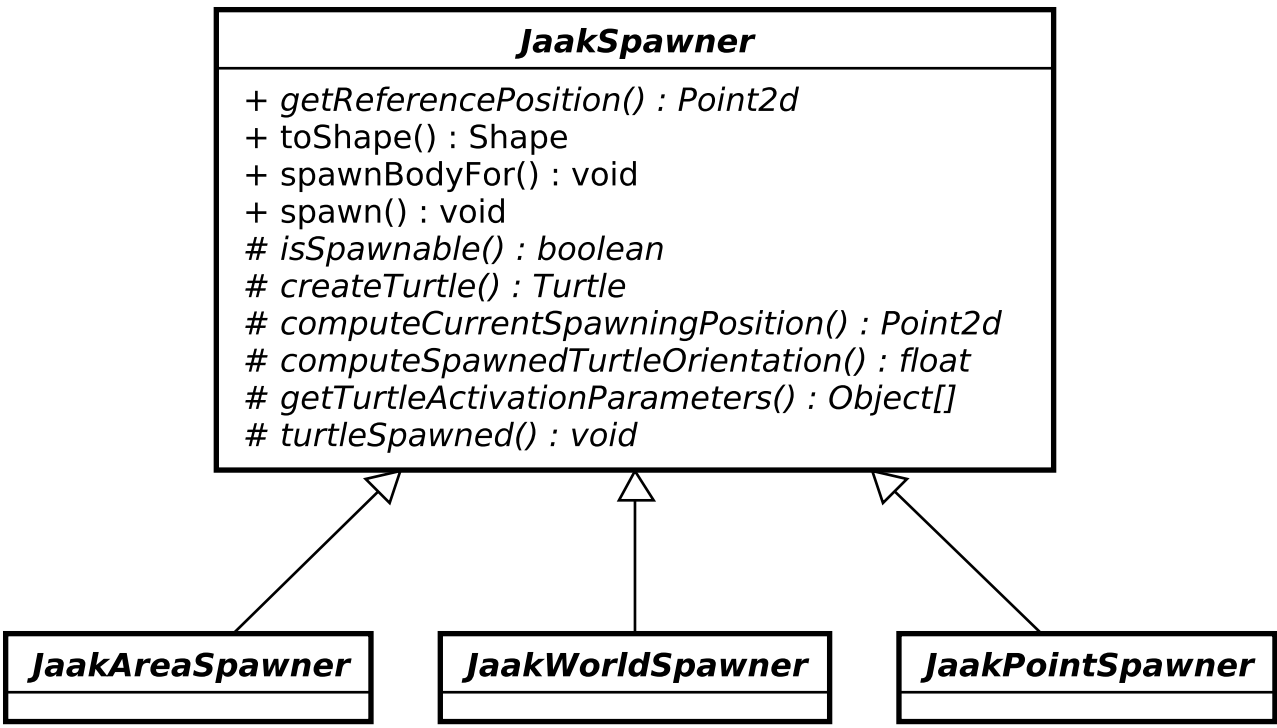 JaakSpawner
+ getReferencePosition() : Point2d
+ toShape() : Shape
+ spawnBodyFor() : void
+ spawn() : void
# isSpawnable() : boolean
# createTurtle() : Turtle
# computeCurrentSpawningPosition() : Point2d
# computeSpawnedTurtleOrientation() : float
# getTurtleActivationParameters() : Object[]
# turtleSpawned() : void
JaakAreaSpawner
JaakWorldSpawner
JaakPointSpawner